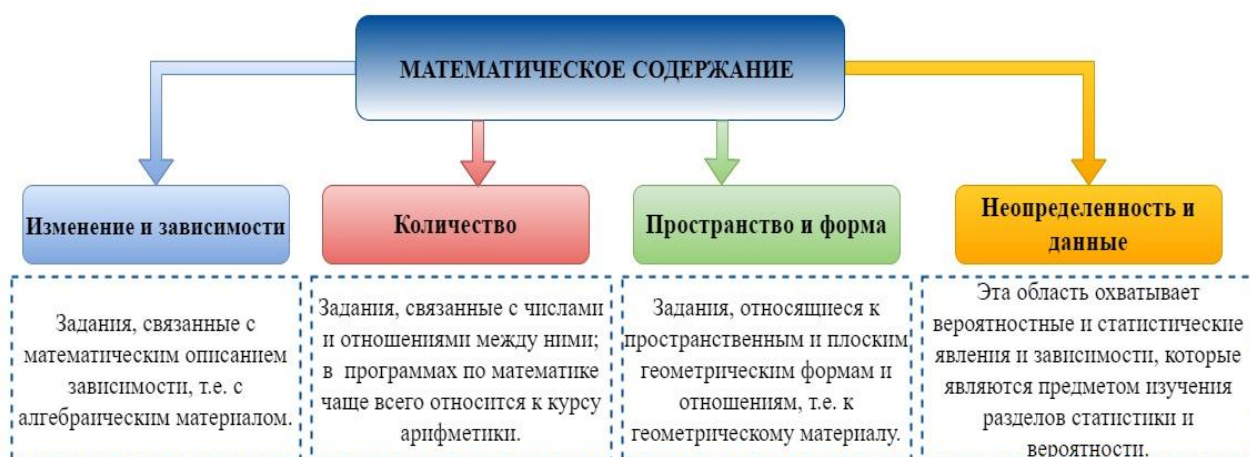 МАТЕМАТИЧЕСКОЕ СОДЕРЖАНИЕ
Изменение и зависимости
Количество
Пространство и форма
Неопределенность и
данные
Задания, связанные с
математическим описанием
зависимости, т.е. с
алгебраическим материалом.
Задания, связанные с числами
и отношениями между ними;
в программах по математике
чаще всего относится к курсу
арифметики.
Задания, относящиеся к
пространственным и плоским
геометрическим формам и
отношениям, т.е. к
геометрическому материалу.
Эта область охватывает
вероятностные и статистические
явления и зависимости, которые
являются предметом изучения
разделов статистики и
вероятности.